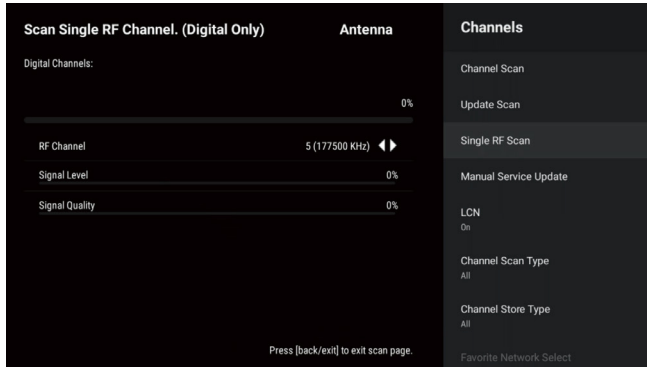 Scan Single RF Channel. (Digital Only)
Antenna
Digital Channels:
0%
RF Channel
5 (177500 KHz)
Signal Level
0%
Signal Quality
0%
Press [back/exit] to exit scan page.
Channels
Channel Scan
Update Scan
Single RF Scan
Manual Service Update
LCN
On
Channel Scan Type
All
Channel Store Type
All
Favorite Network Select